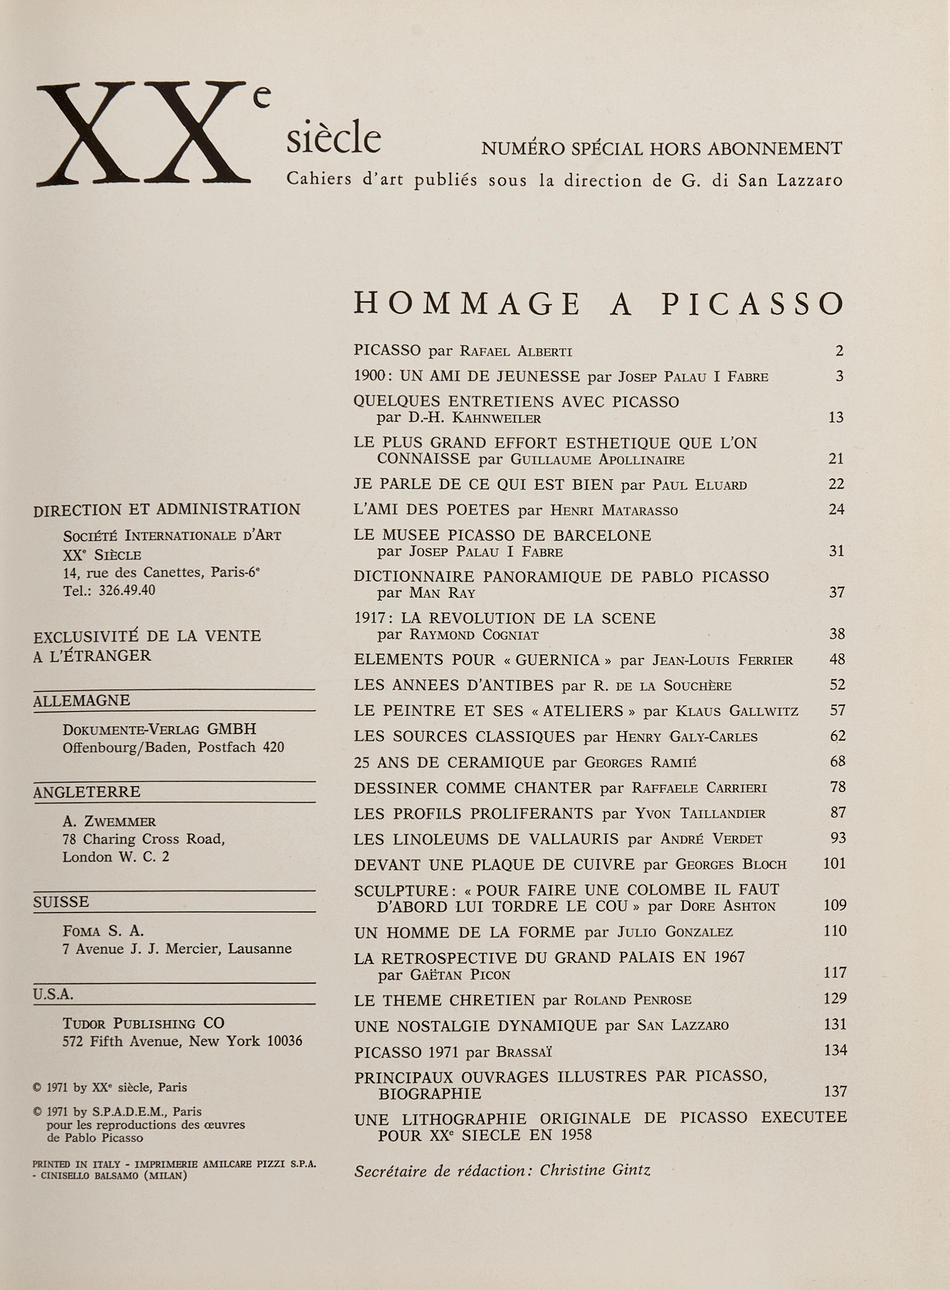 XXe siècle
NUMÉRO SPÉCIAL HORS ABONNEMENT
Cahiers d'art publiés sous la direction de G. di San Lazzaro
HOMMAGE A PICASSO
PICASSO par RAFAEL ALBERTI 2
1900: UN AMI DE JEUNESSE par JOSEP PALAU I FABRE 3
QUELQUES ENTRETIENS AVEC PICASSO
par D.-H. KAHNWEILER 13
LE PLUS GRAND EFFORT ESTHETIQUE QUE L'ON
CONNAISSE par GUILLAUME APOLLINAIRE 21
JE PARLE DE CE QUI EST BIEN par PAUL ELUARD 22
L'AMI DES POETES par HENRI MATARASSO 24
LE MUSEE PICASSO DE BARCELONE
par JOSEP PALAU I FABRE 31
DICTIONNAIRE PANORAMIQUE DE PABLO PICASSO
par MAN RAY 37
1917: LA REVOLUTION DE LA SCENE
par RAYMOND COGNIAT 38
ELEMENTS POUR « GUERNICA » par JEAN-LOUIS FERRIER 48
LES ANNEES D'ANTIBES par R. DE LA SOUCHÈRE 52
LE PEINTRE ET SES « ATELIERS » par KLAUS GALLWITZ 57
LES SOURCES CLASSIQUES par HENRY GALY-CARLES 62
25 ANS DE CERAMIQUE par GEORGES RAMIÉ 68
DESSINER COMME CHANTER par RAFFAELE CARRIERI 78
LES PROFILS PROLIFERANTS par YVON TAILLANDIER 87
LES LINOLEUMS DE VALLAURIS par ANDRÉ VERDET 93
DEVANT UNE PLAQUE DE CUIVRE par GEORGES BLOCH 101
SCULPTURE: « POUR FAIRE UNE COLOMBE IL FAUT
D'ABORD LUI TORDRE LE COU » par DORE ASHTON 109
UN HOMME DE LA FORME par JULIO GONZALEZ 110
LA RETROSPECTIVE DU GRAND PALAIS EN 1967
par GAËTAN PICON 117
LE THEME CHRETIEN par ROLAND PENROSE 129
UNE NOSTALGIE DYNAMIQUE par SAN LAZZARO 131
PICASSO 1971 par BRASSAÏ 134
PRINCIPAUX OUVRAGES ILLUSTRES PAR PICASSO,
BIOGRAPHIE 137
UNE LITHOGRAPHIE ORIGINALE DE PICASSO EXECUTEE
POUR XXe SIECLE EN 1958
Secrétaire de rédaction: Christine Gintz
DIRECTION ET ADMINISTRATION
SOCIÉTÉ INTERNATIONALE D'ART
XXe SIÈCLE
14, rue des Canettes, Paris-6e
Tel.: 326.49.40
EXCLUSIVITÉ DE LA VENTE
A L'ÉTRANGER
ALLEMAGNE
DOKUMENTE-VERLAG GMBH
Offenbourg/Baden, Postfach 420
ANGLETERRE
A. ZWEMMER
78 Charing Cross Road,
London W. C. 2
SUISSE
FOMA S. A.
7 Avenue J. J. Mercier, Lausanne
U.S.A.
TUDOR PUBLISHING CO
572 Fifth Avenue, New York 10036
© 1971 by XXe siècle, Paris
© 1971 by S.P.A.D.E.M., Paris
pour les reproductions des œuvres
de Pablo Picasso
PRINTED IN ITALY - IMPRIMERIE AMILCARE PIZZI S.P.A.
- CINISELLO BALSAMO (MILAN)